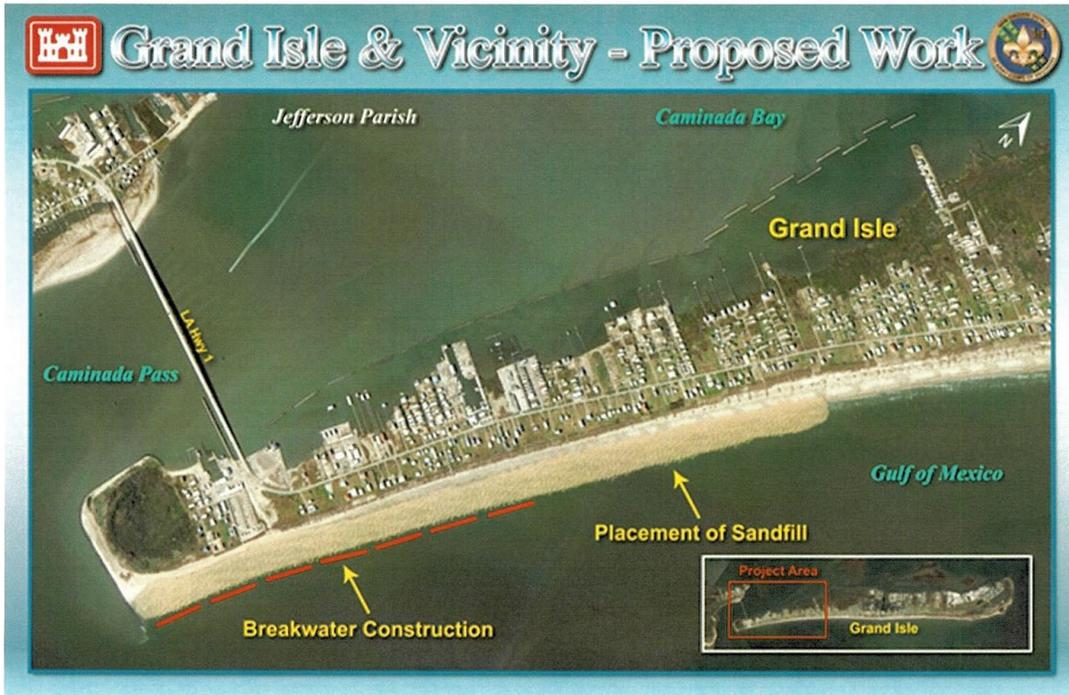 Grand Isle & Vicinity - Proposed Work
Jefferson Parish
Caminada Bay
N
Grand Isle
LA Hwy 1
Caminada Pass
Gulf of Mexico
Placement of Sandfill
Breakwater Construction
Project Area
Grand Isle